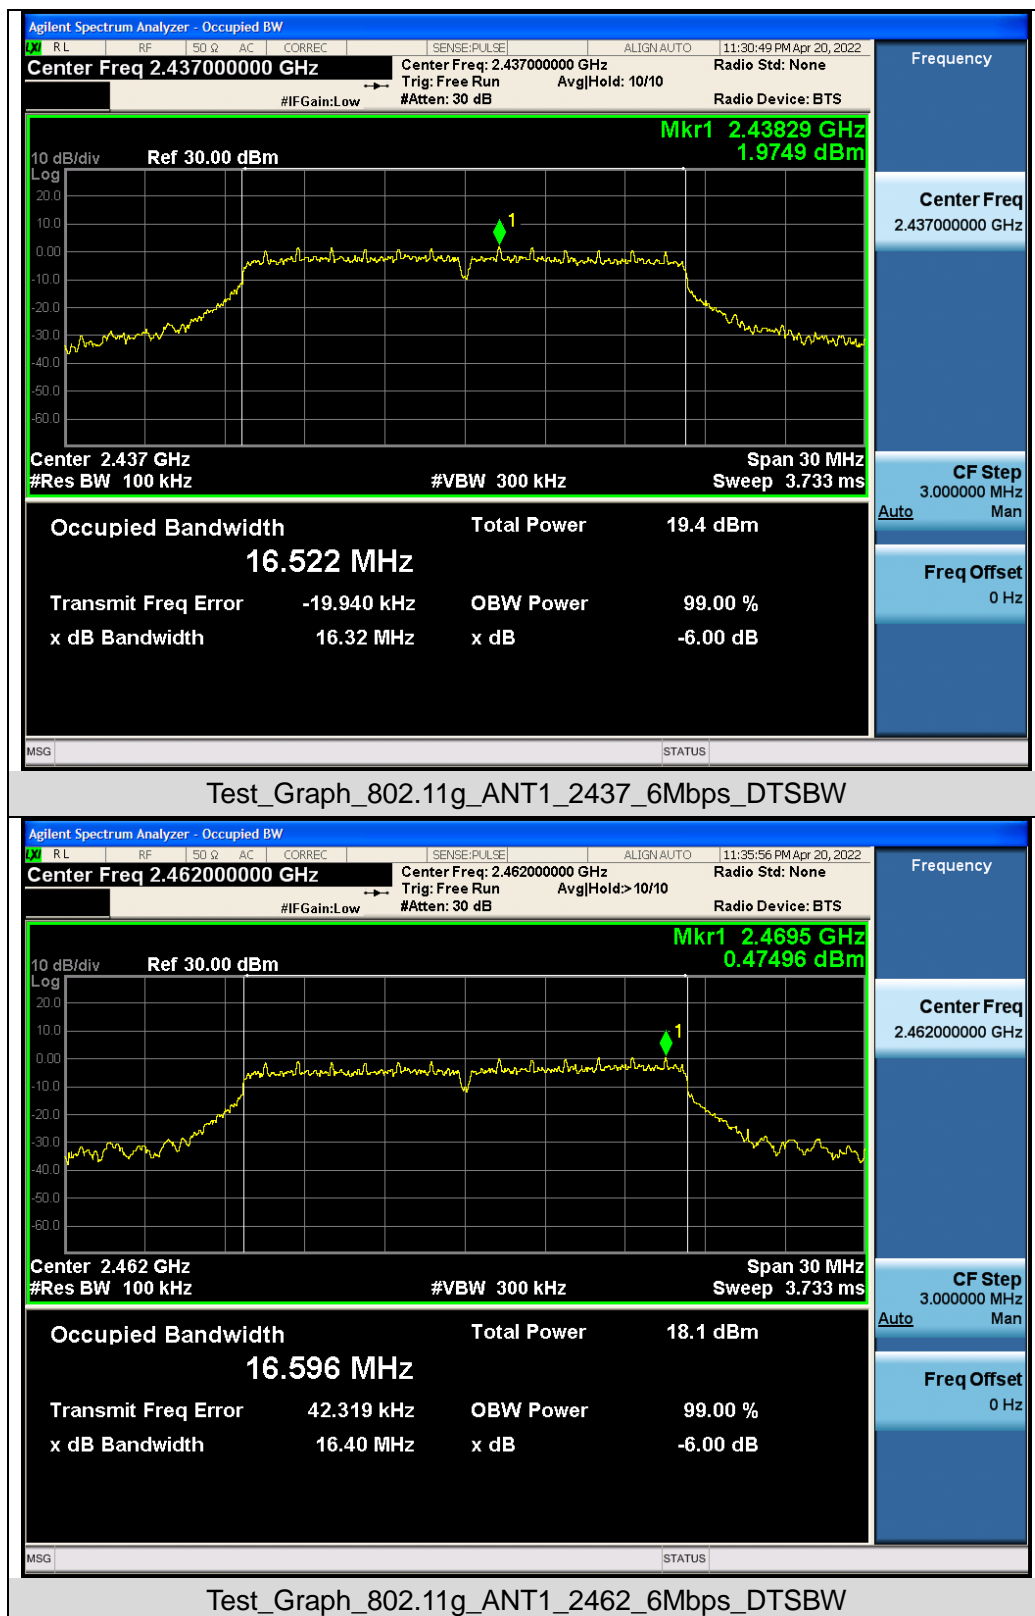 Agilent Spectrum Analyzer - Occupied BW
LXI RL RF 50 Ω AC CORREC SENSE:PULSE ALIGN AUTO 11:30:49 PM Apr 20, 2022
Center Freq 2.437000000 GHz
Center Freq: 2.437000000 GHz
Radio Std: None
Trig: Free Run Avg|Hold: 10/10
#IFGain:Low
#Atten: 30 dB
Radio Device: BTS
Frequency
Mkr1 2.43829 GHz
1.9749 dBm
10 dB/div Ref 30.00 dBm
Log
20.0
10.0
0.00
-10.0
-20.0
-30.0
-40.0
-50.0
-60.0
1
Center 2.437 GHz
Span 30 MHz
#Res BW 100 kHz
#VBW 300 kHz
Sweep 3.733 ms
Center Freq
2.437000000 GHz
CF Step
3.000000 MHz
Auto Man
Freq Offset
0 Hz
Occupied Bandwidth
Total Power 19.4 dBm
16.522 MHz
Transmit Freq Error -19.940 kHz OBW Power 99.00 %
x dB Bandwidth 16.32 MHz x dB -6.00 dB
MSG STATUS
Test_Graph_802.11g_ANT1_2437_6Mbps_DTSBW
Agilent Spectrum Analyzer - Occupied BW
LXI RL RF 50 Ω AC CORREC SENSE:PULSE ALIGN AUTO 11:35:56 PM Apr 20, 2022
Center Freq 2.462000000 GHz
Center Freq: 2.462000000 GHz
Radio Std: None
Trig: Free Run Avg|Hold:>10/10
#IFGain:Low
#Atten: 30 dB
Radio Device: BTS
Frequency
Mkr1 2.4695 GHz
0.47496 dBm
10 dB/div Ref 30.00 dBm
Log
20.0
10.0
0.00
-10.0
-20.0
-30.0
-40.0
-50.0
-60.0
1
Center 2.462 GHz
Span 30 MHz
#Res BW 100 kHz
#VBW 300 kHz
Sweep 3.733 ms
Center Freq
2.462000000 GHz
CF Step
3.000000 MHz
Auto Man
Freq Offset
0 Hz
Occupied Bandwidth
Total Power 18.1 dBm
16.596 MHz
Transmit Freq Error 42.319 kHz OBW Power 99.00 %
x dB Bandwidth 16.40 MHz x dB -6.00 dB
MSG STATUS
Test_Graph_802.11g_ANT1_2462_6Mbps_DTSBW